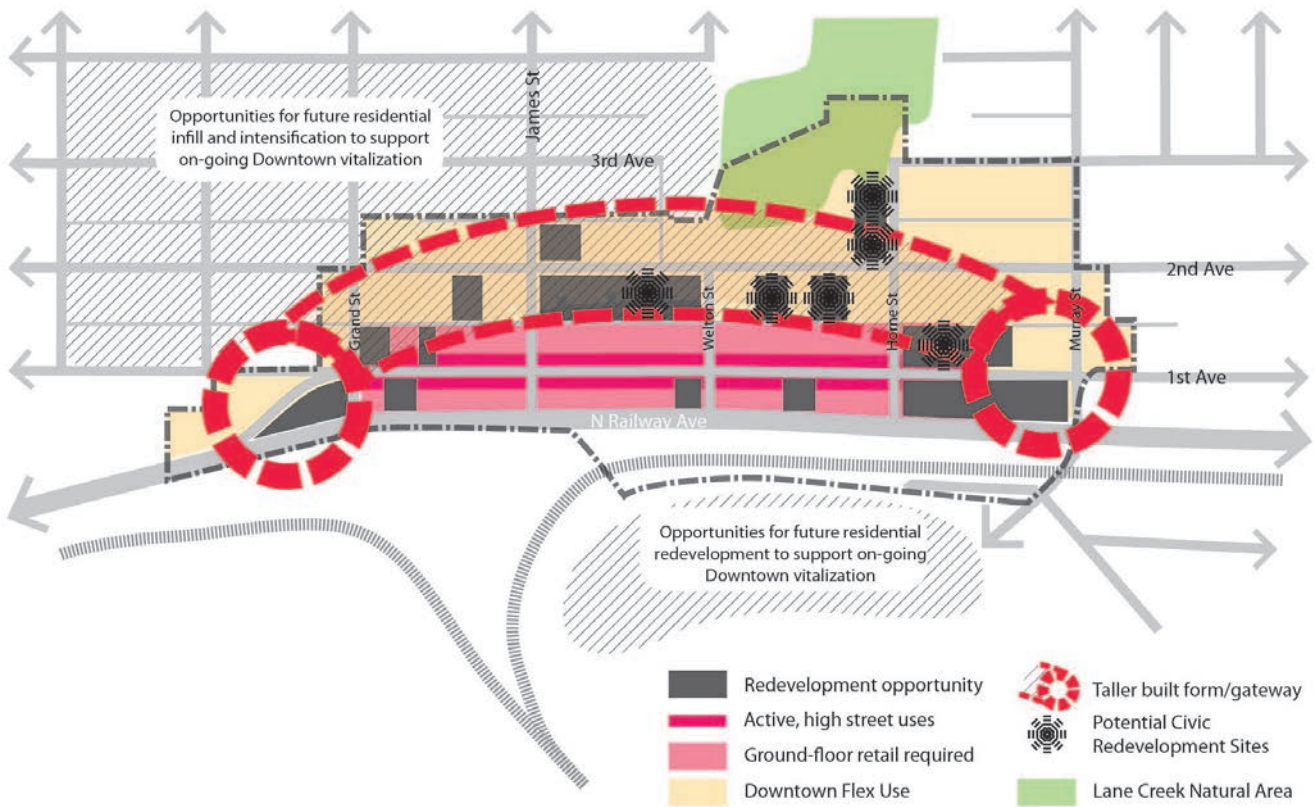 James St
Opportunities for future residential
infill and intensification to support
on-going Downtown vitalization
3rd Ave
2nd Ave
Grand St
Welton St
Horne St
Murray St
1st Ave
N Railway Ave
Opportunities for future residential
redevelopment to support on-going
Downtown vitalization
Redevelopment opportunity
Active, high street uses
Ground-floor retail required
Downtown Flex Use
Taller built form/gateway
Potential Civic
Redevelopment Sites
Lane Creek Natural Area